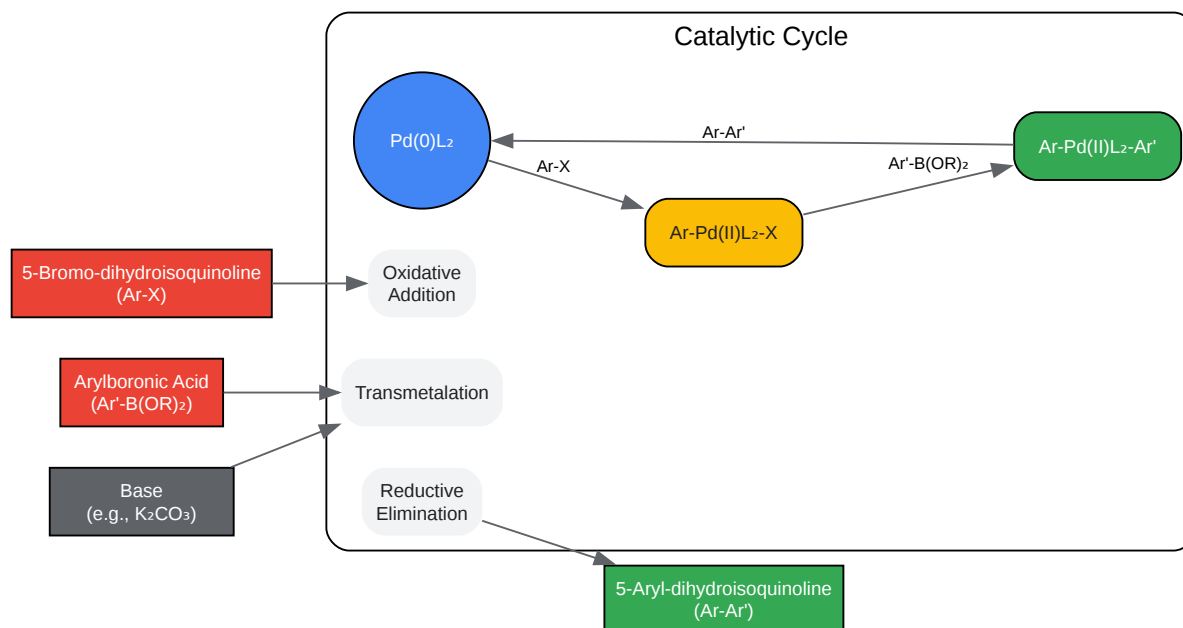 Catalytic Cycle
Pd(0)L₂
Ar-Ar'
Ar-X
Ar'-B(OR)₂
Ar-Pd(II)L₂-Ar'
Ar-Pd(II)L₂-X
5-Bromo-dihydroisoquinoline
(Ar-X)
Oxidative
Addition
Arylboronic Acid
(Ar'-B(OR)₂)
Transmetalation
Base
(e.g., K₂CO₃)
Reductive
Elimination
5-Aryl-dihydroisoquinoline
(Ar-Ar')